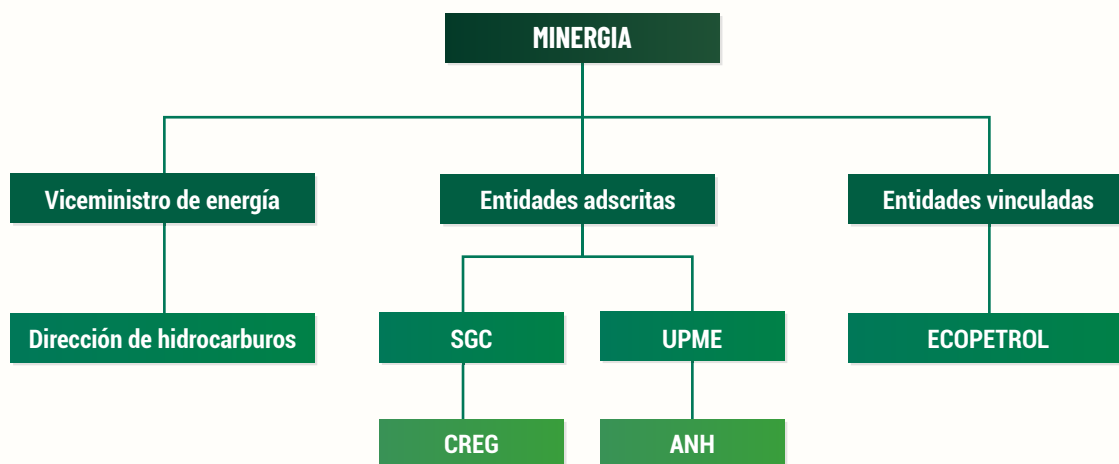 MINERGIA
Viceministro de energía
Entidades adscritas
Entidades vinculadas
Dirección de hidrocarburos
SGC
UPME
ECOPETROL
CREG
ANH